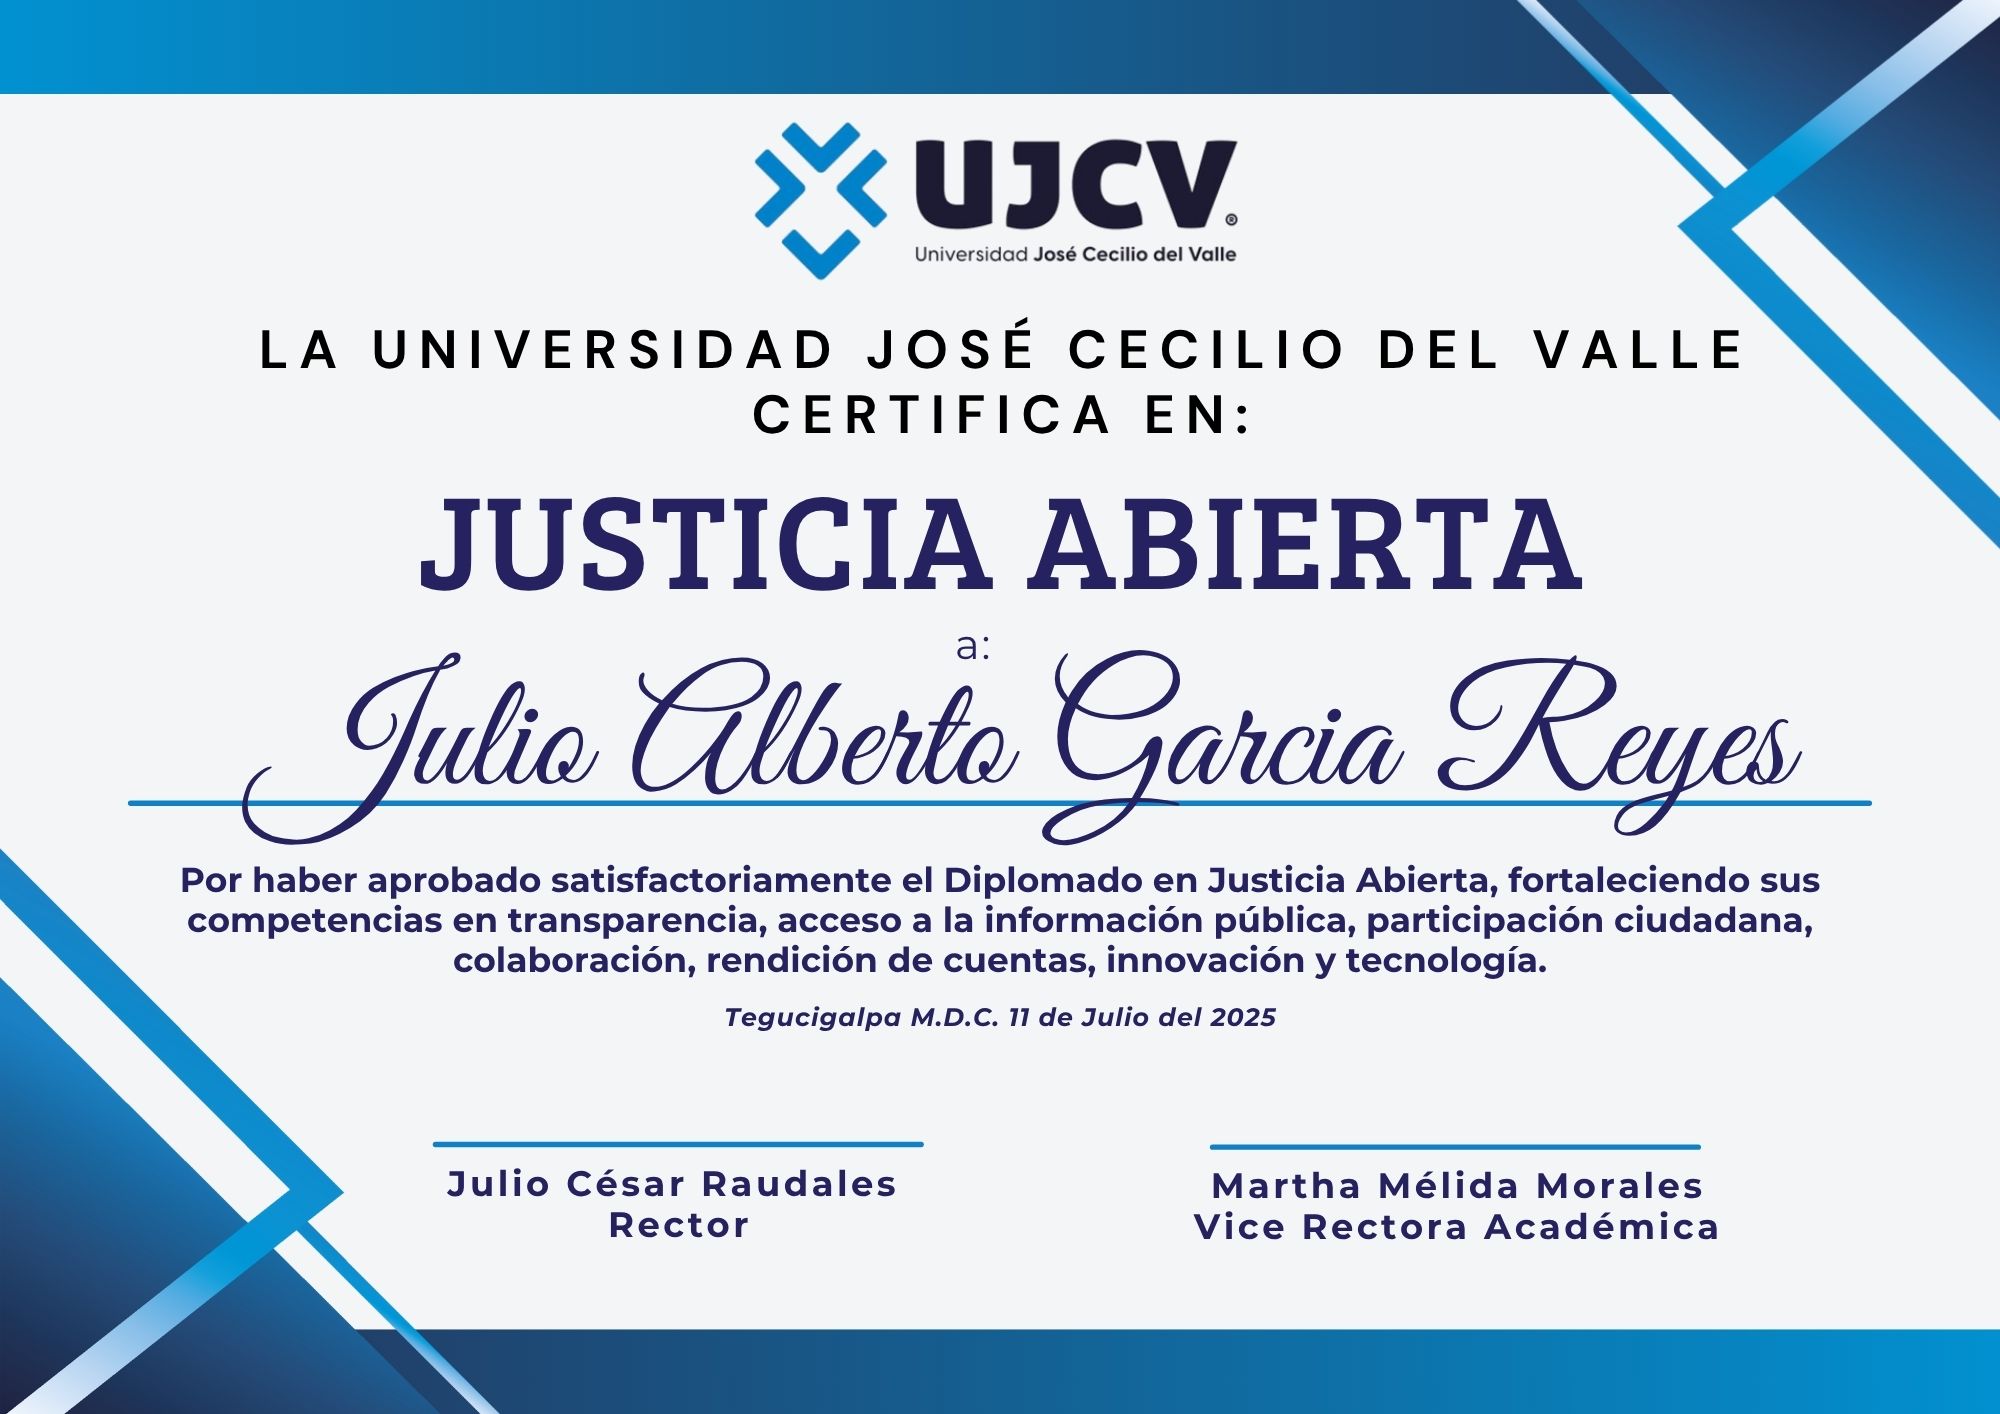 UJCV®
Universidad José Cecilio del Valle
LA UNIVERSIDAD JOSÉ CECILIO DEL VALLE
CERTIFICA EN:
JUSTICIA ABIERTA
a:
Julio Alberto Garcia Reyes
Por haber aprobado satisfactoriamente el Diplomado en Justicia Abierta, fortaleciendo sus
competencias en transparencia, acceso a la información pública, participación ciudadana,
colaboración, rendición de cuentas, innovación y tecnología.
Tegucigalpa M.D.C. 11 de Julio del 2025
Julio César Raudales
Rector
Martha Mélida Morales
Vice Rectora Académica